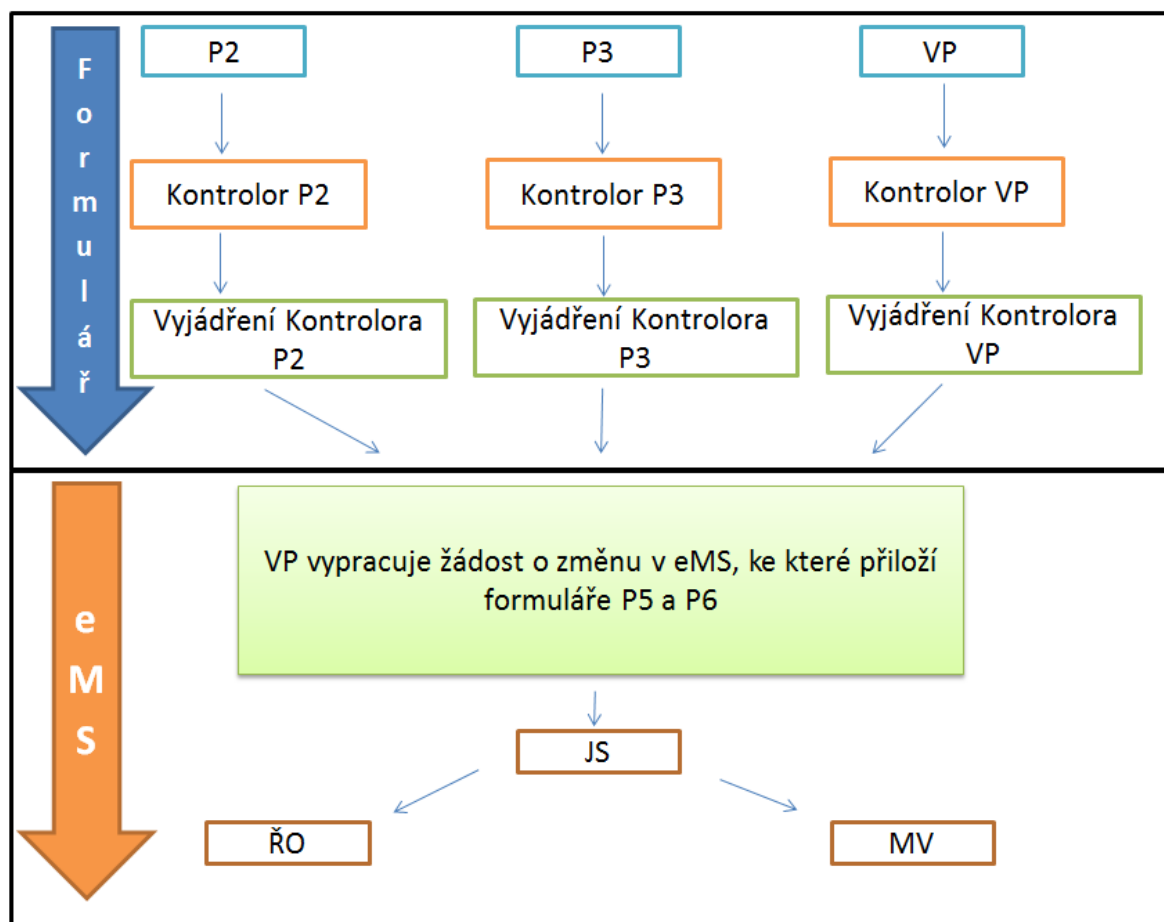 Formulář
P2
P3
VP
Kontrolor P2
Kontrolor P3
Kontrolor VP
Vyjádření Kontrolora
P2
Vyjádření Kontrolora
P3
Vyjádření Kontrolora
VP
eMS
VP vypracuje žádost o změnu v eMS, ke které přiloží
formuláře P5 a P6
JS
ŘO
MV